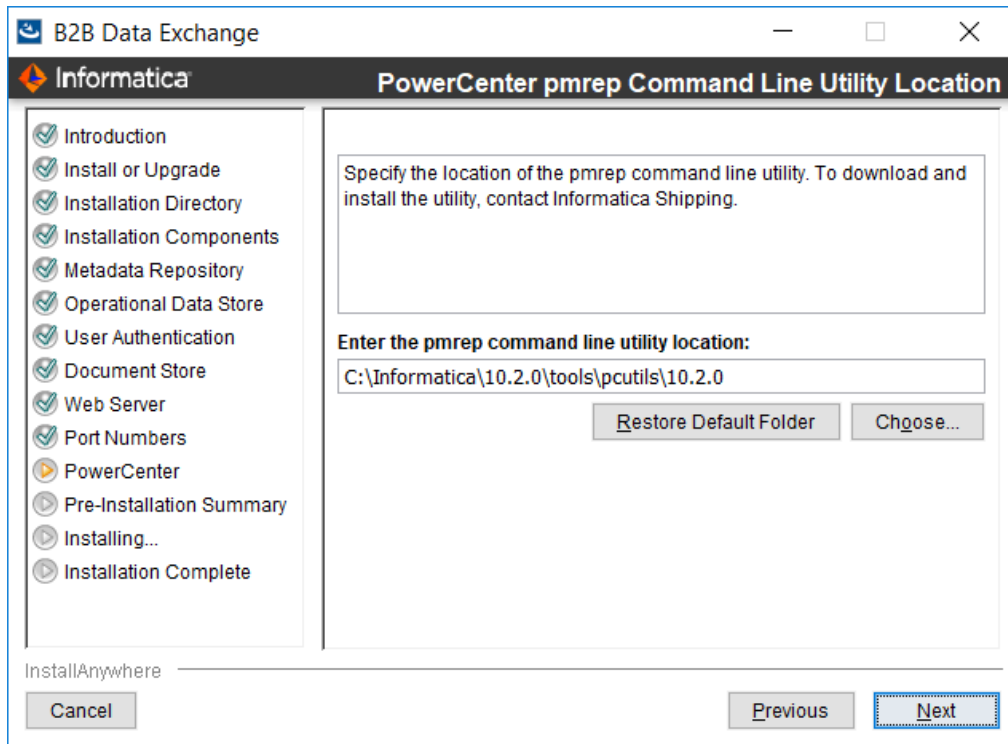 B2B Data Exchange
Informatica
PowerCenter pmrep Command Line Utility Location
Introduction
Install or Upgrade
Installation Directory
Installation Components
Metadata Repository
Operational Data Store
User Authentication
Document Store
Web Server
Port Numbers
PowerCenter
Pre-Installation Summary
Installing...
Installation Complete
Specify the location of the pmrep command line utility. To download and
install the utility, contact Informatica Shipping.
Enter the pmrep command line utility location:
C:\Informatica\10.2.0\tools\pcutils\10.2.0
Restore Default Folder
Choose...
InstallAnywhere
Cancel
Previous
Next